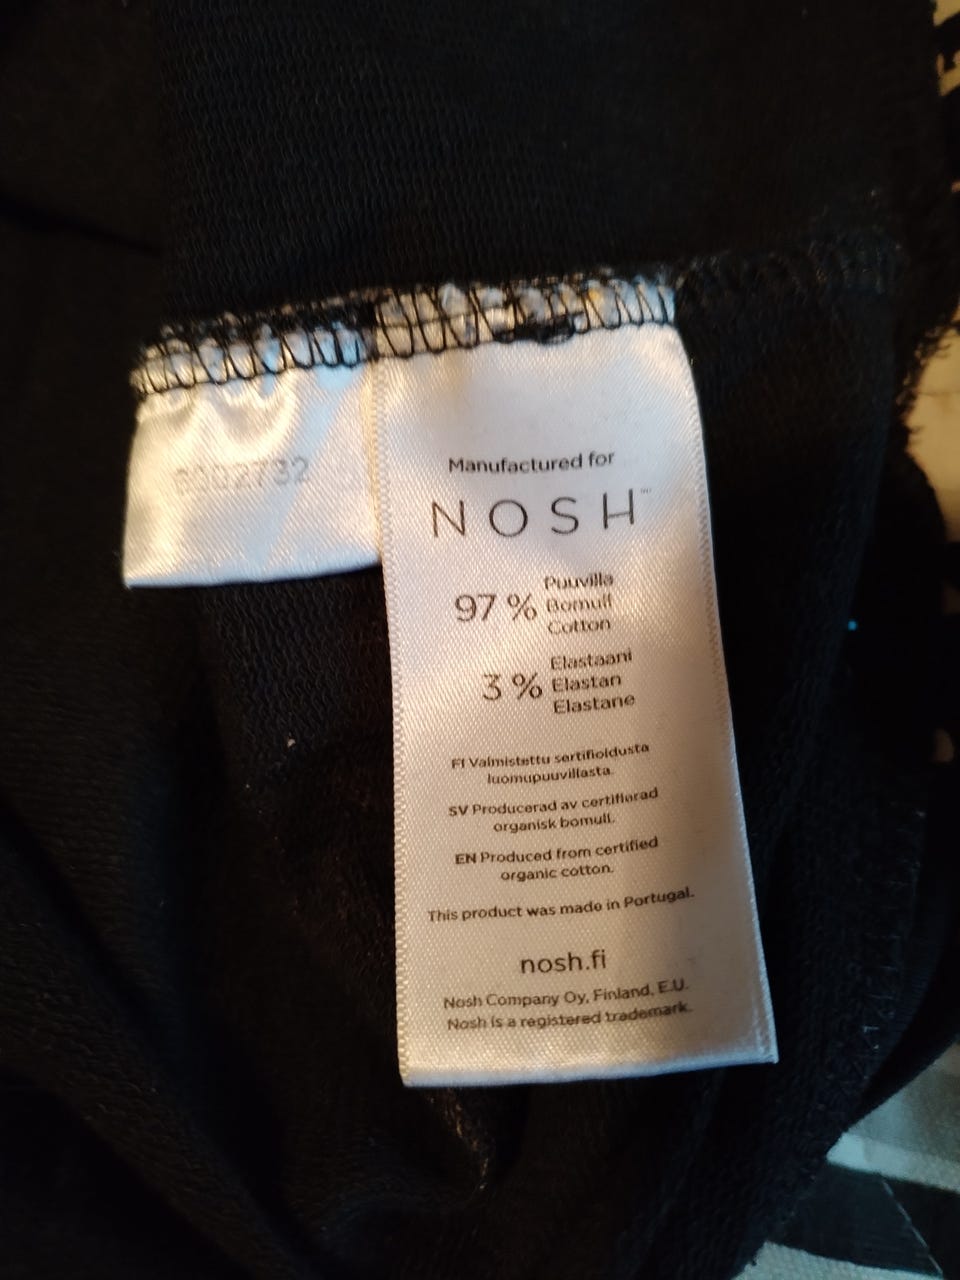 Manufactured for
NOSH™
97 % Puuvilla
Bomull
Cotton
3 % Elastaani
Elastan
Elastane
FI Valmistettu sertifioidusta
luomupuuvillasta.
SV Producerad av certifierad
organisk bomull.
EN Produced from certified
organic cotton.
This product was made in Portugal.
nosh.fi
Nosh Company Oy, Finland, E.U.
Nosh is a registered trademark.